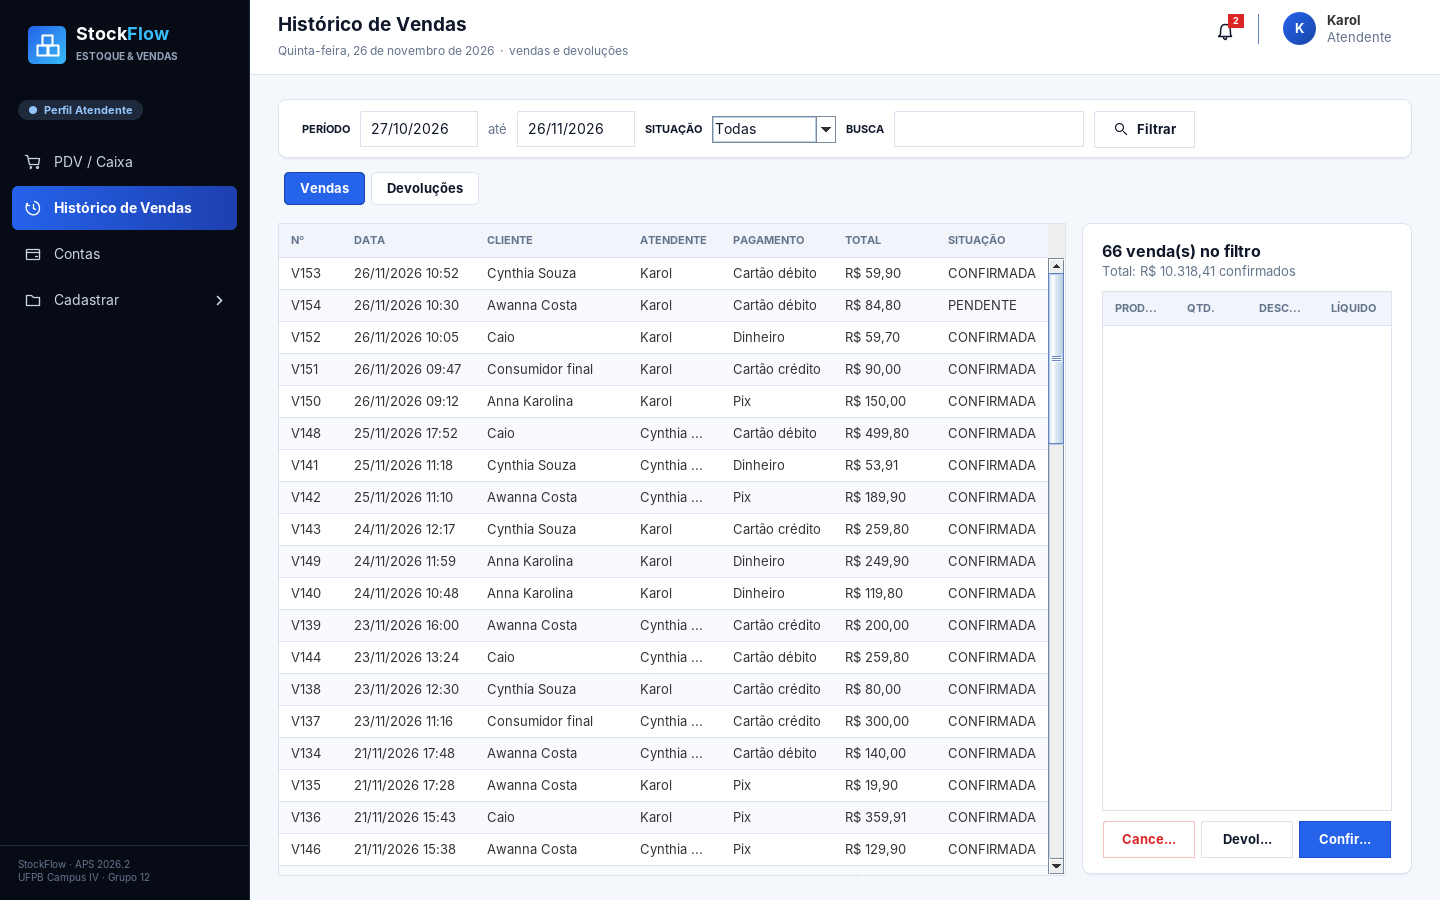 StockFlow
ESTOQUE & VENDAS
Perfil Atendente
PDV / Caixa
Histórico de Vendas
Contas
Cadastrar
StockFlow · APS 2026.2
UFPB Campus IV · Grupo 12
Histórico de Vendas
Quinta-feira, 26 de novembro de 2026 · vendas e devoluções
2
K
Karol
Atendente
PERÍODO 27/10/2026 até 26/11/2026 SITUAÇÃO Todas BUSCA Filtrar
Vendas Devoluções
Nº DATA CLIENTE ATENDENTE PAGAMENTO TOTAL SITUAÇÃO
V153 26/11/2026 10:52 Cynthia Souza Karol Cartão débito R$ 59,90 CONFIRMADA
V154 26/11/2026 10:30 Awanna Costa Karol Cartão débito R$ 84,80 PENDENTE
V152 26/11/2026 10:05 Caio Karol Dinheiro R$ 59,70 CONFIRMADA
V151 26/11/2026 09:47 Consumidor final Karol Cartão crédito R$ 90,00 CONFIRMADA
V150 26/11/2026 09:12 Anna Karolina Karol Pix R$ 150,00 CONFIRMADA
V148 25/11/2026 17:52 Caio Cynthia ... Cartão débito R$ 499,80 CONFIRMADA
V141 25/11/2026 11:18 Cynthia Souza Cynthia ... Dinheiro R$ 53,91 CONFIRMADA
V142 25/11/2026 11:10 Awanna Costa Cynthia ... Pix R$ 189,90 CONFIRMADA
V143 24/11/2026 12:17 Cynthia Souza Karol Cartão crédito R$ 259,80 CONFIRMADA
V149 24/11/2026 11:59 Anna Karolina Karol Dinheiro R$ 249,90 CONFIRMADA
V140 24/11/2026 10:48 Anna Karolina Karol Dinheiro R$ 119,80 CONFIRMADA
V139 23/11/2026 16:00 Awanna Costa Cynthia ... Cartão crédito R$ 200,00 CONFIRMADA
V144 23/11/2026 13:24 Caio Cynthia ... Cartão débito R$ 259,80 CONFIRMADA
V138 23/11/2026 12:30 Cynthia Souza Karol Cartão crédito R$ 80,00 CONFIRMADA
V137 23/11/2026 11:16 Consumidor final Cynthia ... Cartão crédito R$ 300,00 CONFIRMADA
V134 21/11/2026 17:48 Awanna Costa Cynthia ... Cartão débito R$ 140,00 CONFIRMADA
V135 21/11/2026 17:28 Awanna Costa Karol Pix R$ 19,90 CONFIRMADA
V136 21/11/2026 15:43 Caio Karol Pix R$ 359,91 CONFIRMADA
V146 21/11/2026 15:38 Awanna Costa Cynthia ... Pix R$ 129,90 CONFIRMADA
66 venda(s) no filtro
Total: R$ 10.318,41 confirmados
PROD... QTD. DESC... LÍQUIDO
Cance... Devol... Confir...